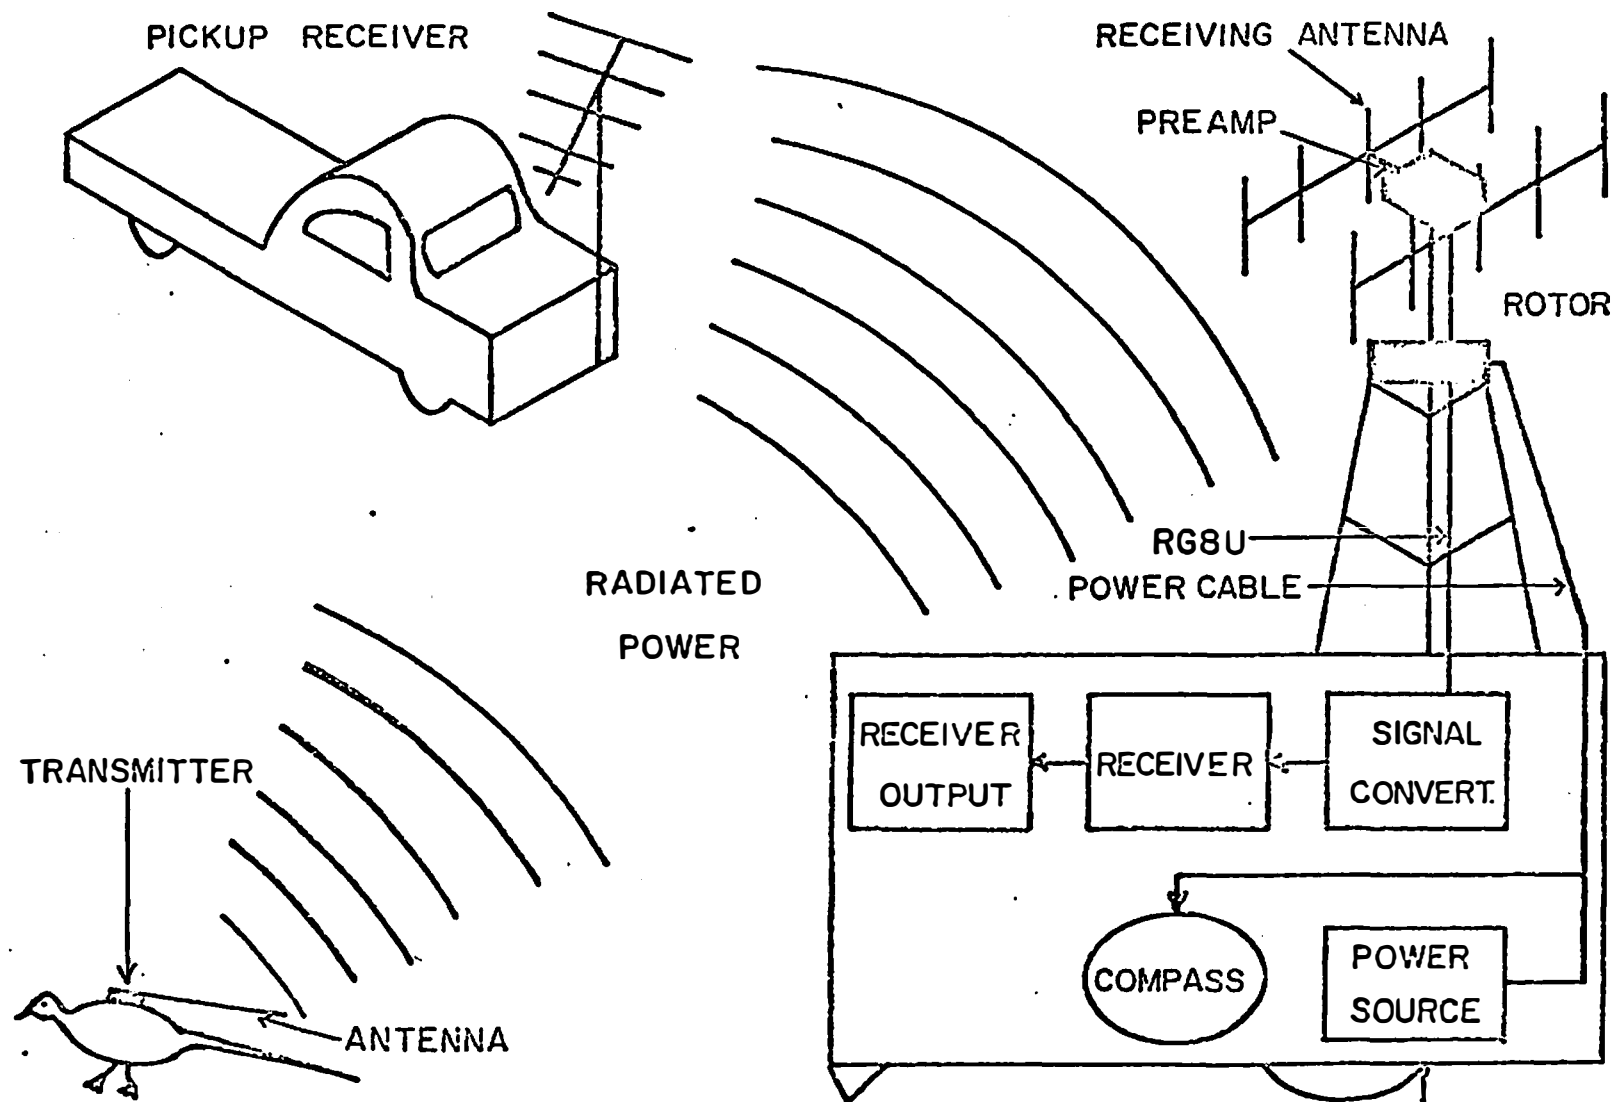 PICKUP RECEIVER
RECEIVING ANTENNA
PREAMP
ROTOR
RG8U
POWER CABLE
RADIATED
POWER
TRANSMITTER
ANTENNA
RECEIVER
OUTPUT
RECEIVER
SIGNAL
CONVERT.
COMPASS
POWER
SOURCE